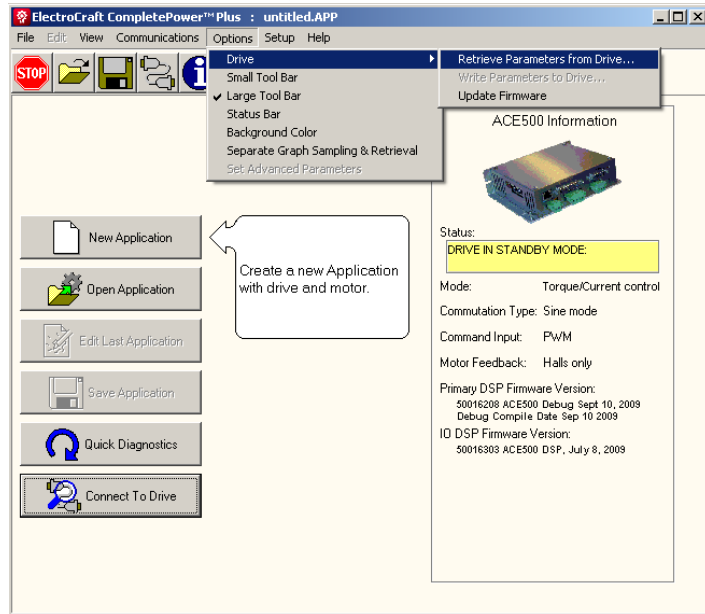 ElectroCraft CompletePower™Plus : untitled.APP
File Edit View Communications Options Setup Help
STOP
Drive
Small Tool Bar
Large Tool Bar
Status Bar
Background Color
Separate Graph Sampling & Retrieval
Set Advanced Parameters
Retrieve Parameters from Drive...
Write Parameters to Drive...
Update Firmware
New Application
Open Application
Edit Last Application
Save Application
Quick Diagnostics
Connect To Drive
Create a new Application
with drive and motor.
ACE500 Information
Status:
DRIVE IN STANDBY MODE:
Mode: Torque/Current control
Commutation Type: Sine mode
Command Input: PWM
Motor Feedback: Halls only
Primary DSP Firmware Version:
50016208 ACE500 Debug Sept 10, 2009
Debug Compile Date Sep 10 2009
IO DSP Firmware Version:
50016303 ACE500 DSP, July 8, 2009